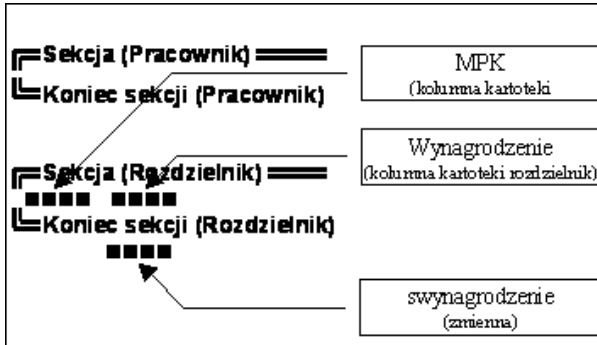 Sekcja (Pracownik)
Koniec sekcji (Pracownik)
MPK
(kolumna kartoteki
Sekcja (Rozdzielnik)
Koniec sekcji (Rozdzielnik)
Wynagrodzenie
(kolumna kartoteki rozdzielnik)
swynagrodzenie
(zmienna)